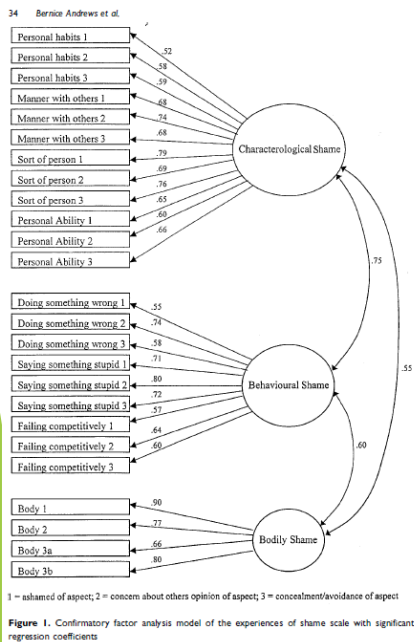 34 Bernice Andrews et al.
Personal habits 1
Personal habits 2
Personal habits 3
Manner with others 1
Manner with others 2
Manner with others 3
Sort of person 1
Sort of person 2
Sort of person 3
Personal Ability 1
Personal Ability 2
Personal Ability 3
.52
.58
.59
.68
.74
.68
.79
.69
.76
.65
.60
.66
Characterological Shame
.75
.55
Doing something wrong 1
Doing something wrong 2
Doing something wrong 3
Saying something stupid 1
Saying something stupid 2
Saying something stupid 3
Failing competitively 1
Failing competitively 2
Failing competitively 3
.55
.74
.58
.71
.80
.72
.57
.64
.60
Behavioural Shame
.60
Body 1
Body 2
Body 3a
Body 3b
.90
.77
.66
.80
Bodily Shame
1 = ashamed of aspect; 2 = concern about others opinion of aspect; 3 = concealment/avoidance of aspect
Figure 1. Confirmatory factor analysis model of the experiences of shame scale with significant
regression coefficients